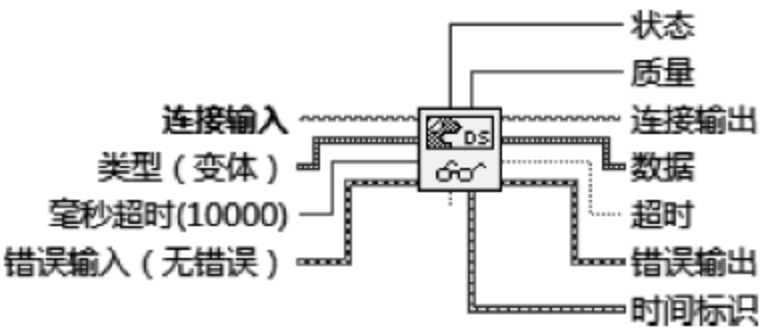 状态
质量
连接输入
连接输出
DS
类型（变体）
数据
毫秒超时(10000)
超时
错误输入（无错误）
错误输出
时间标识